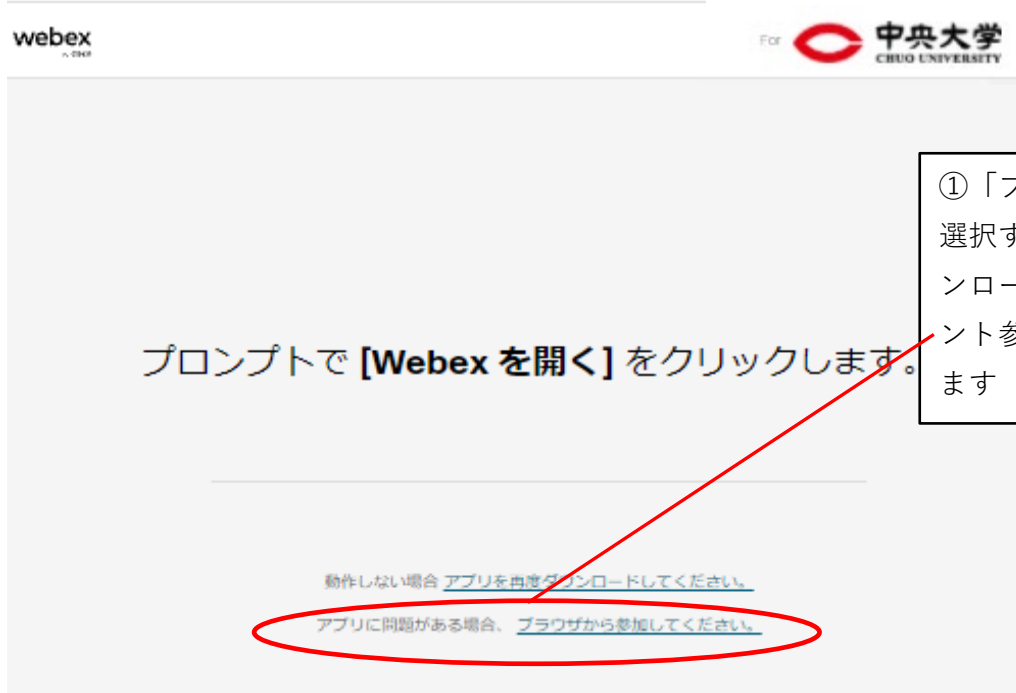 webex
For 中央大学
CHUO UNIVERSITY
①「ブ
選択す
ンロー
ント参
ます
プロンプトで [Webex を開く] をクリックします。
動作しない場合 アプリを再度ダウンロードしてください。
アプリに問題がある場合、 ブラウザから参加してください。